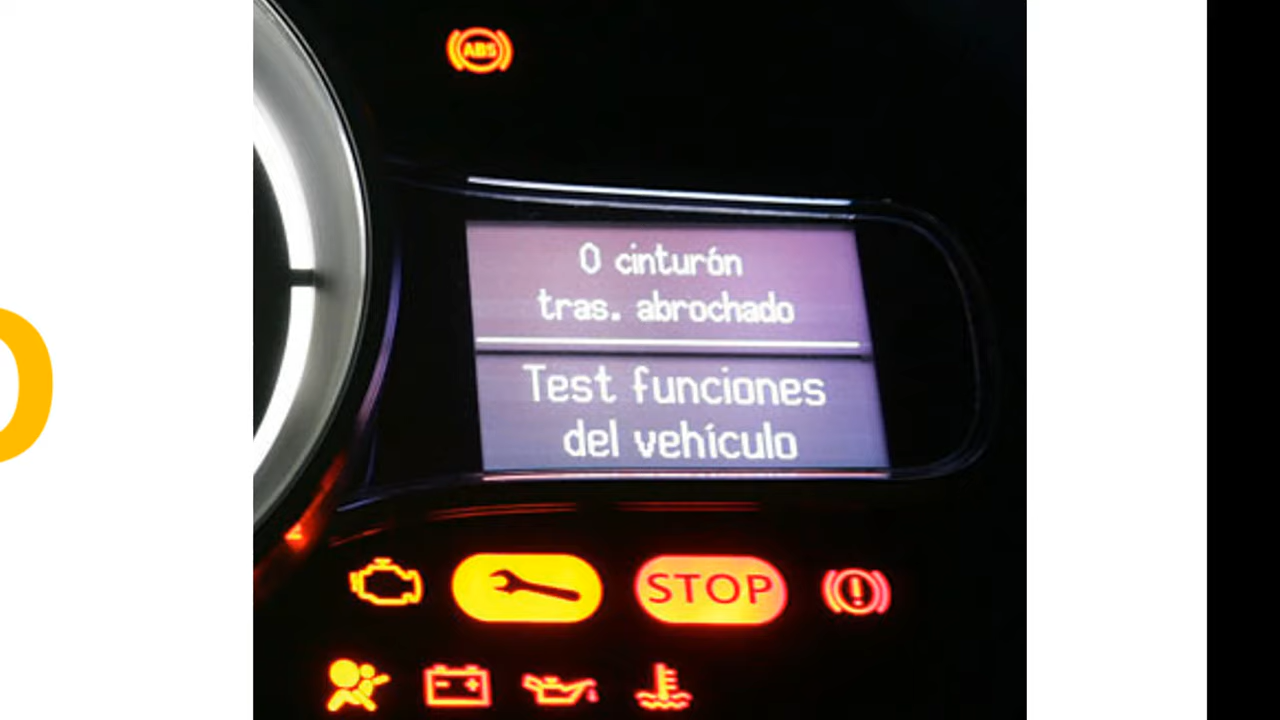 ABS
0 cinturón
tras. abrochado
Test funciones
del vehículo
STOP